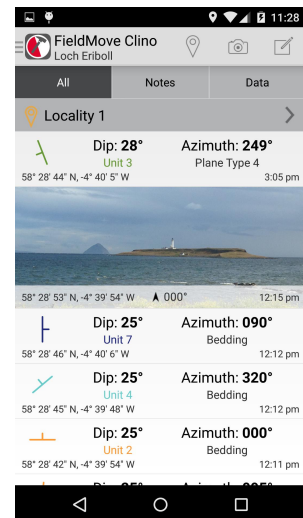 11:28
FieldMove Clino
Loch Eriboll
All Notes Data
Locality 1
Dip: 28° Azimuth: 249°
Unit 3 Plane Type 4
58° 28' 44" N, -4° 40' 5" W 3:05 pm
58° 28' 53" N, -4° 39' 54" W 000° 12:15 pm
Dip: 25° Azimuth: 090°
Unit 7 Bedding
58° 28' 46" N, -4° 40' 6" W 12:12 pm
Dip: 25° Azimuth: 320°
Unit 4 Bedding
58° 28' 45" N, -4° 39' 48" W 12:12 pm
Dip: 25° Azimuth: 000°
Unit 2 Bedding
58° 28' 42" N, -4° 39' 54" W 12:11 pm